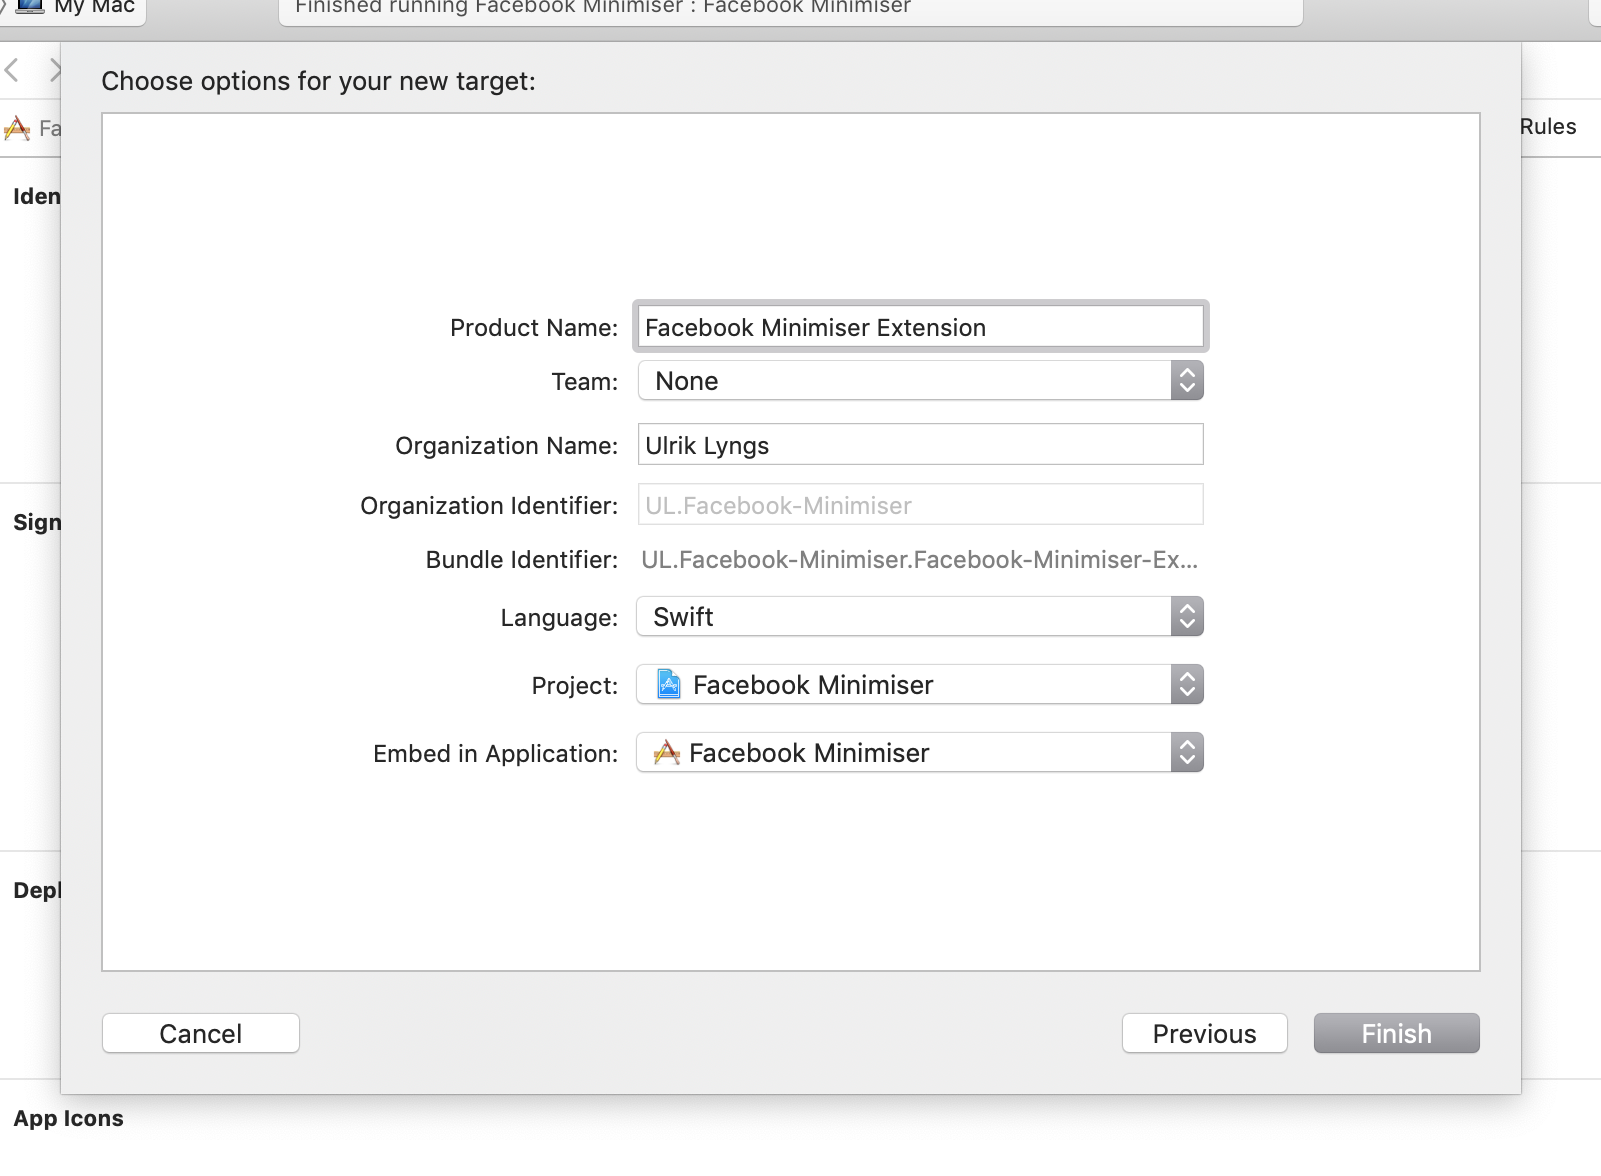 My Mac
Finished running Facebook Minimiser : Facebook Minimiser
Choose options for your new target:
Fa
Rules
Iden
Product Name: Facebook Minimiser Extension
Team: None
Organization Name: Ulrik Lyngs
Organization Identifier: UL.Facebook-Minimiser
Sign
Bundle Identifier: UL.Facebook-Minimiser.Facebook-Minimiser-Ex...
Language: Swift
Project: Facebook Minimiser
Embed in Application: Facebook Minimiser
Depl
Cancel
Previous
Finish
App Icons